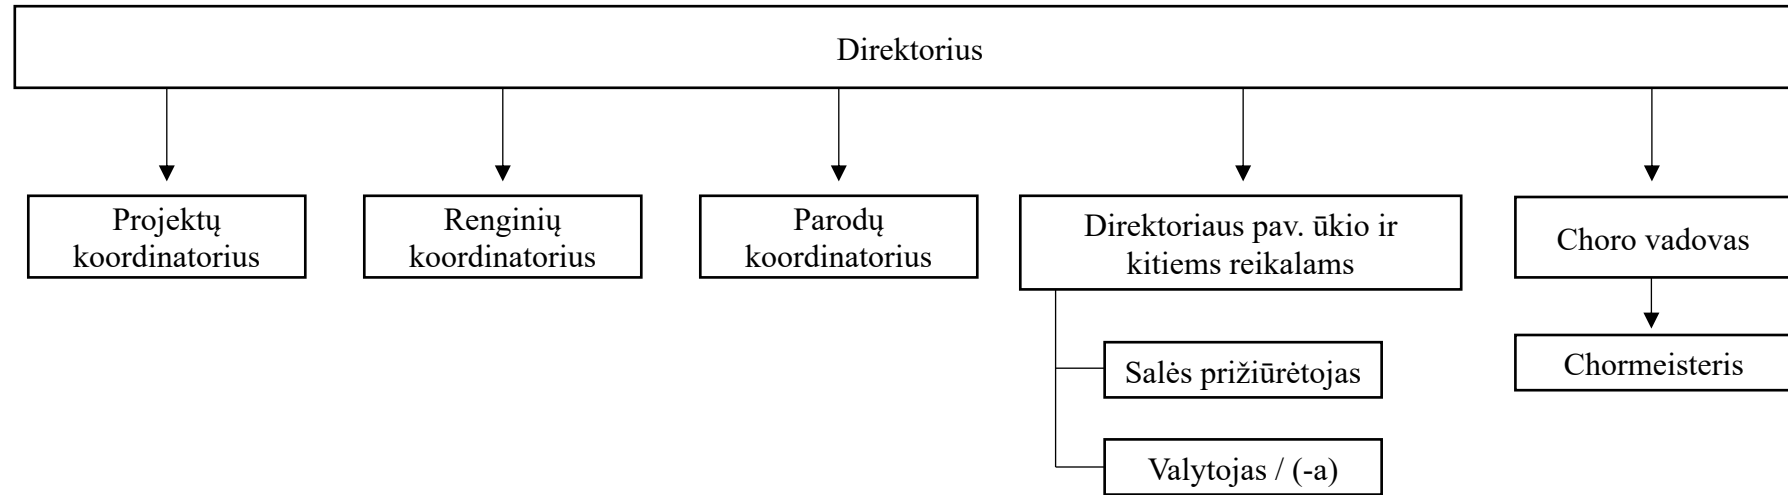 Direktorius
Projektų
koordinatorius
Renginių
koordinatorius
Parodų
koordinatorius
Direktoriaus pav. ūkio ir
kitiems reikalams
Choro vadovas
Salės prižiūrėtojas
Chormeisteris
Valytojas / (-a)